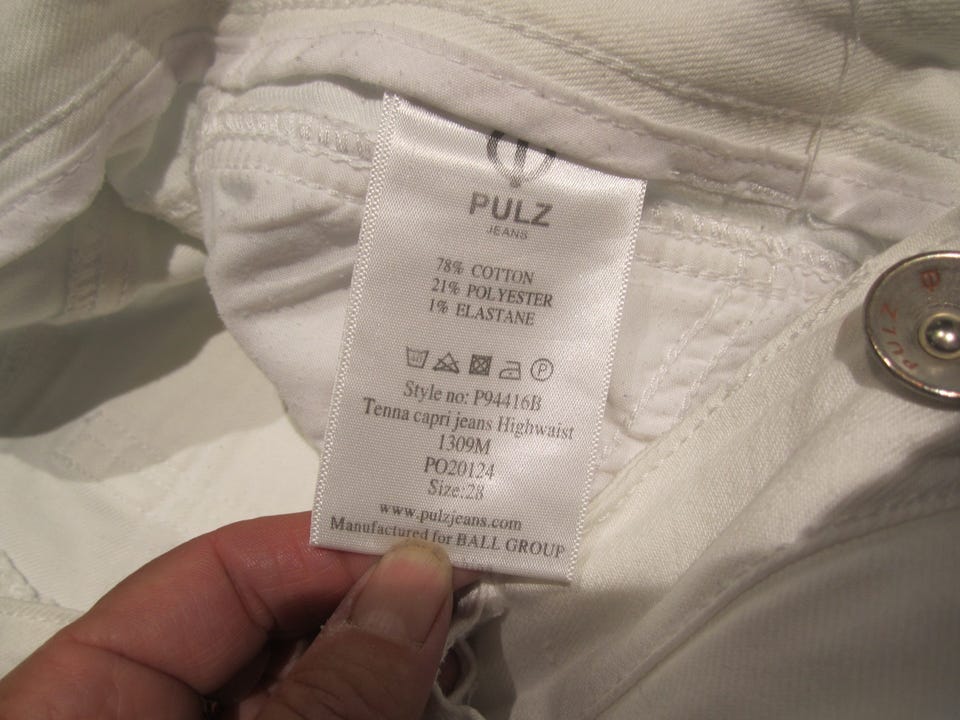 PULZ
JEANS
78% COTTON
21% POLYESTER
1% ELASTANE
P
Style no: P94416B
Tenna capri jeans Highwaist
1309M
PO20124
Size:28
www.pulzjeans.com
Manufactured for BALL GROUP
PULZ